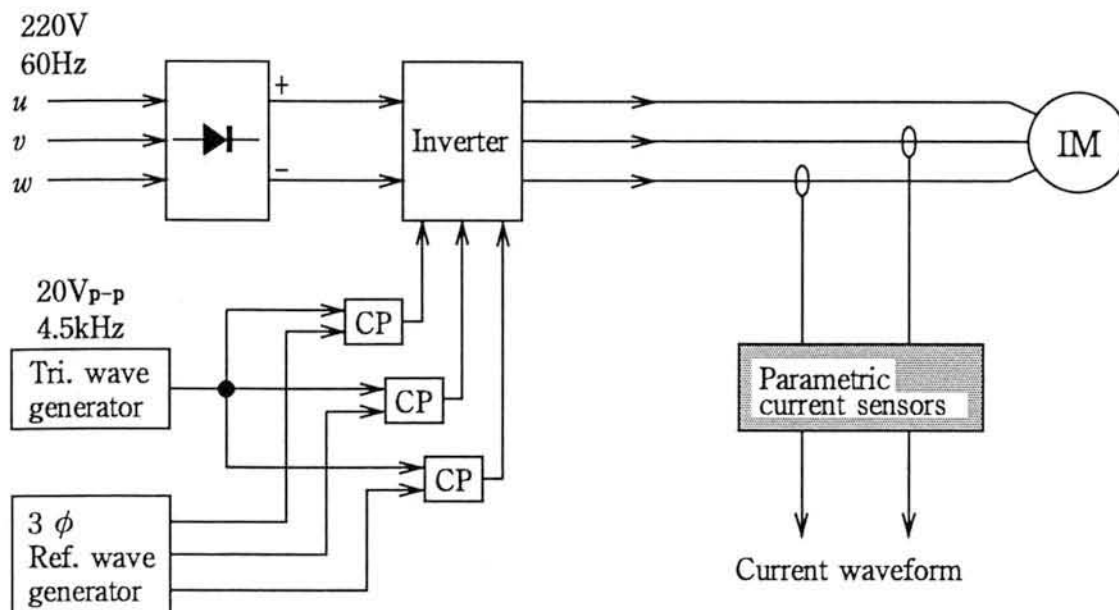 220V
60Hz
u
v
w
+
−
Inverter
IM
20Vp-p
4.5kHz
Tri. wave
generator
CP
CP
CP
3 ϕ
Ref. wave
generator
Parametric
current sensors
Current waveform